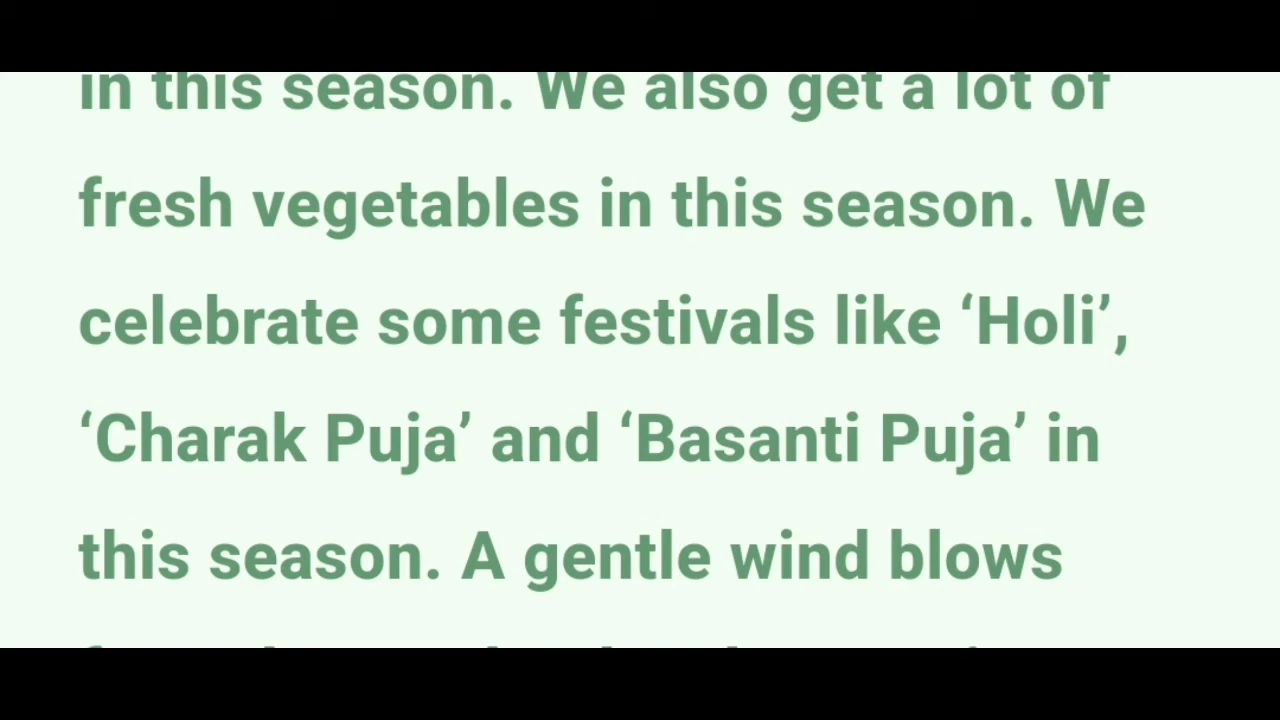 in this season. We also get a lot of
fresh vegetables in this season. We
celebrate some festivals like ‘Holi’,
‘Charak Puja’ and ‘Basanti Puja’ in
this season. A gentle wind blows